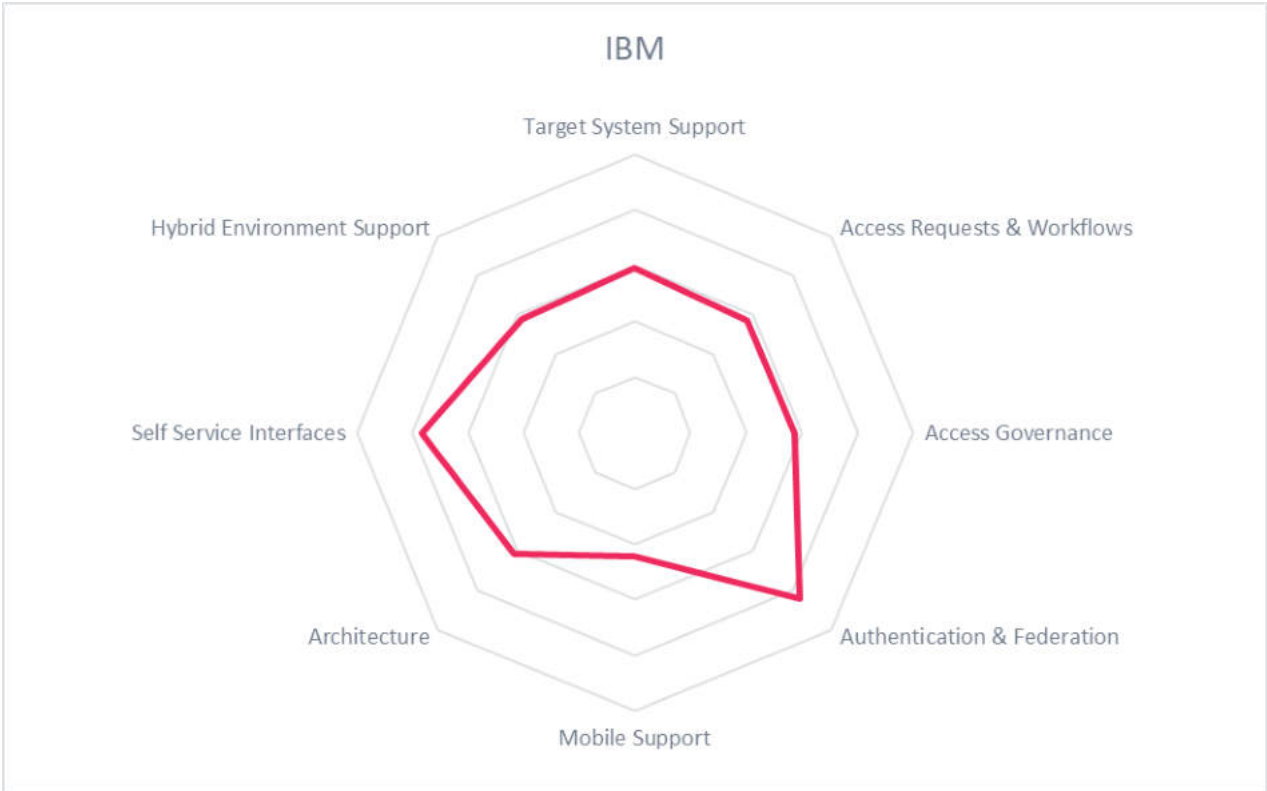 IBM
Target System Support
Hybrid Environment Support
Access Requests & Workflows
Self Service Interfaces
Access Governance
Architecture
Authentication & Federation
Mobile Support